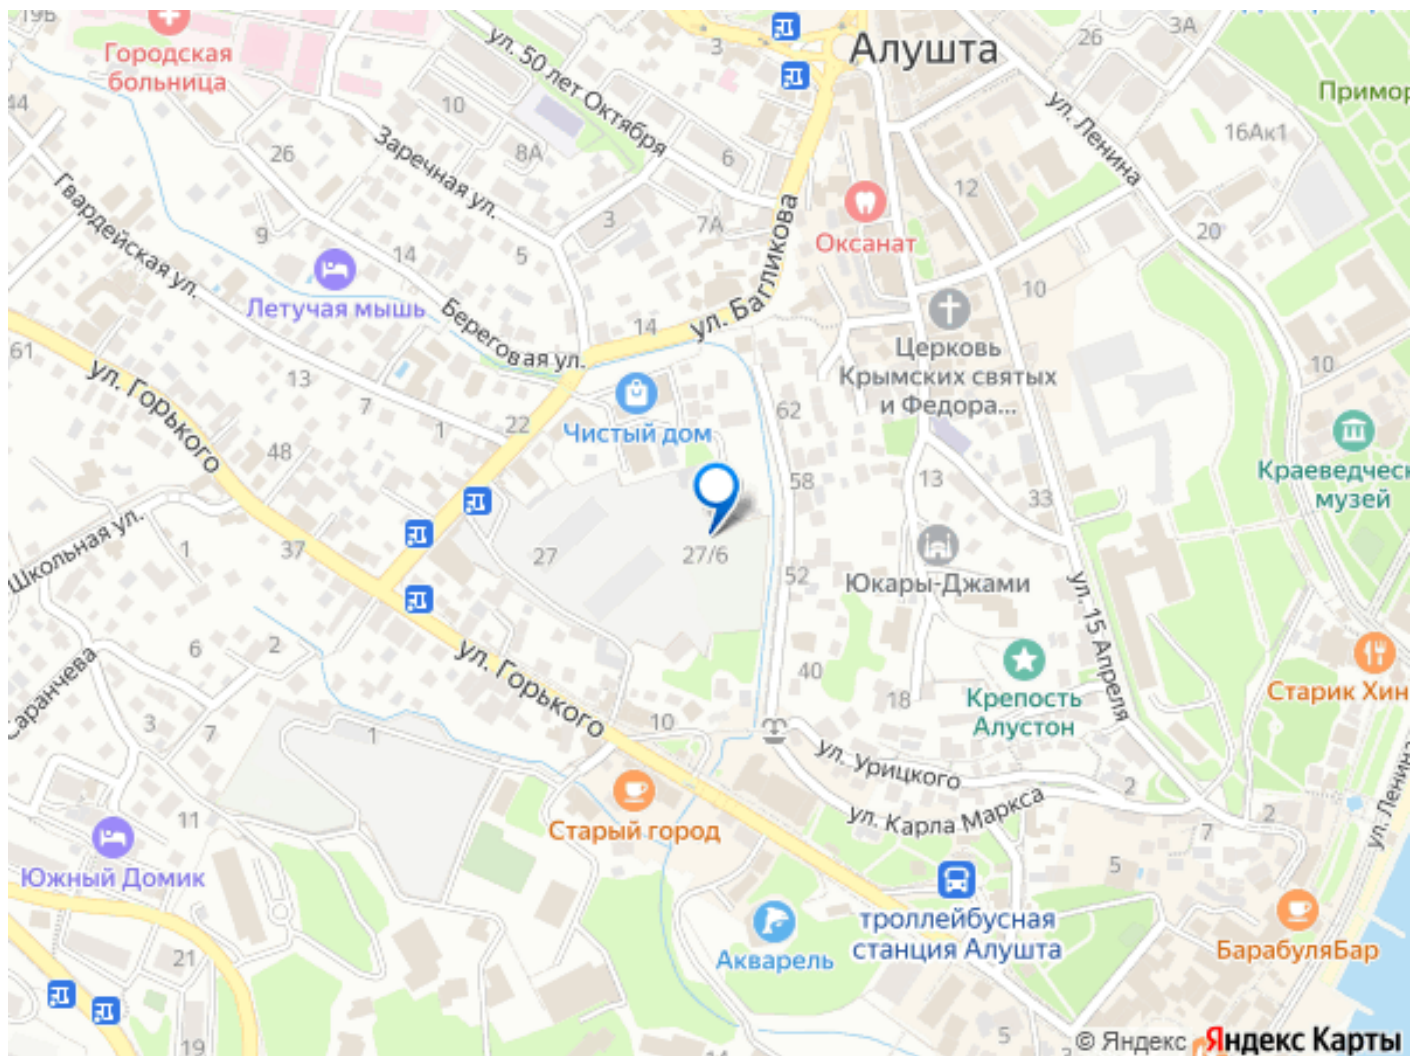 19Б
Городская
больница
ул. 50 лет Октября
3
Алушта
26
3А
Примор
44
10
Заречная ул.
8А
6
ул. Ленина
16Ак1
26
Гвардейская ул.
9
14
5
3
7А
ул. Багликова
Оксанат
12
20
10
Летучая мышь
Береговая ул.
14
Церковь
Крымских святых
и Федора...
10
61
ул. Горького
13
7
1
22
Чистый дом
62
48
58
13
33
Краеведческ
музей
Школьная ул.
1
37
27
27/6
52
Юкары-Джами
ул. 15 Апреля
6
2
ул. Горького
40
18
Крепость
Алустон
Старик Хин
Саранчева
3
7
1
10
ул. Урицкого
2
ул. Карла Маркса
7
2
ул. Ленина
11
Старый город
5
Южный Домик
троллейбусная
станция Алушта
Акварель
БарабуляБар
21
19
© Яндекс Яндекс Карты